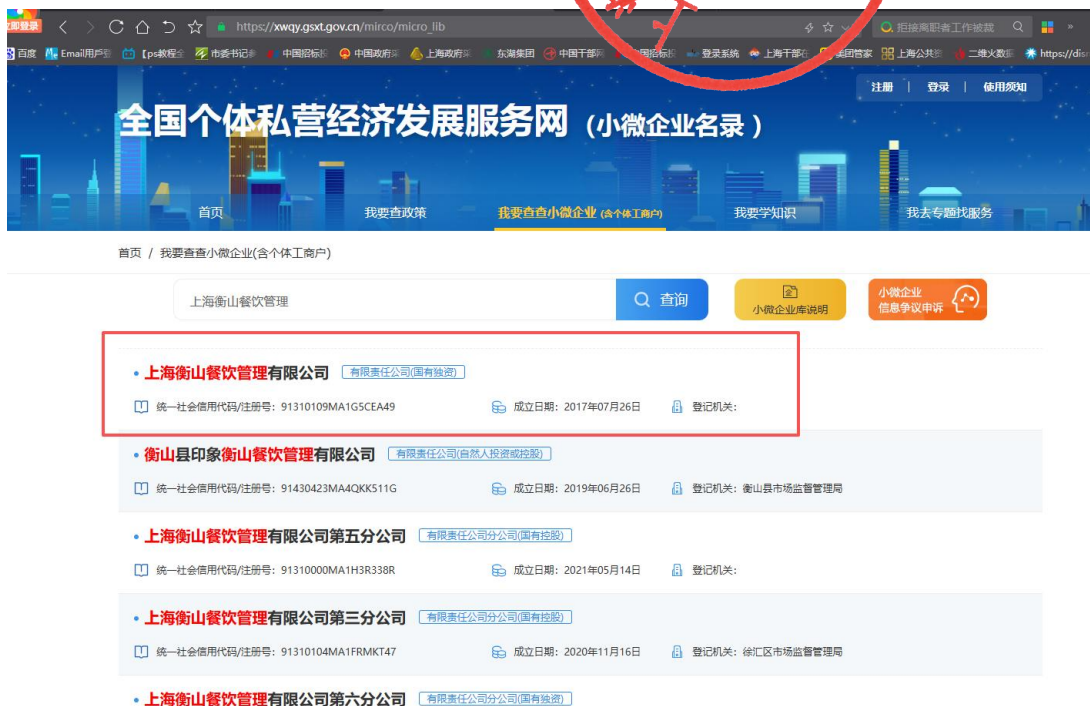 立即登录
https://xwqy.gsxt.gov.cn/mirco/micro_lib
拒接离职者工作被裁
百度 Email用戶登 【ps教程 市委书记 中国招标 中国政府采 上海政府采 东湖集团 中国干部网 国招标 登录系统 上海干部在 美团管家 上海公共资 二维火数据 https://dis
注册 | 登录 | 使用须知
全国个体私营经济发展服务网 (小微企业名录 )
首页 我要查政策 我要查查小微企业 (含个体工商户) 我要学知识 我去专题找服务
首页 / 我要查查小微企业(含个体工商户)
上海衡山餐饮管理 查询 小微企业库说明 小微企业
信息争议申诉
上海衡山餐饮管理有限公司 有限责任公司(国有独资)
统一社会信用代码/注册号: 91310109MA1G5CEA49 成立日期: 2017年07月26日 登记机关:
衡山县印象衡山餐饮管理有限公司 有限责任公司(自然人投资或控股)
统一社会信用代码/注册号: 91430423MA4QKK511G 成立日期: 2019年06月26日 登记机关: 衡山县市场监督管理局
上海衡山餐饮管理有限公司第五分公司 有限责任公司分公司(国有控股)
统一社会信用代码/注册号: 91310000MA1H3R338R 成立日期: 2021年05月14日 登记机关:
上海衡山餐饮管理有限公司第三分公司 有限责任公司分公司(国有控股)
统一社会信用代码/注册号: 91310104MA1FRMKT47 成立日期: 2020年11月16日 登记机关: 徐汇区市场监督管理局
上海衡山餐饮管理有限公司第六分公司 有限责任公司分公司(国有独资)